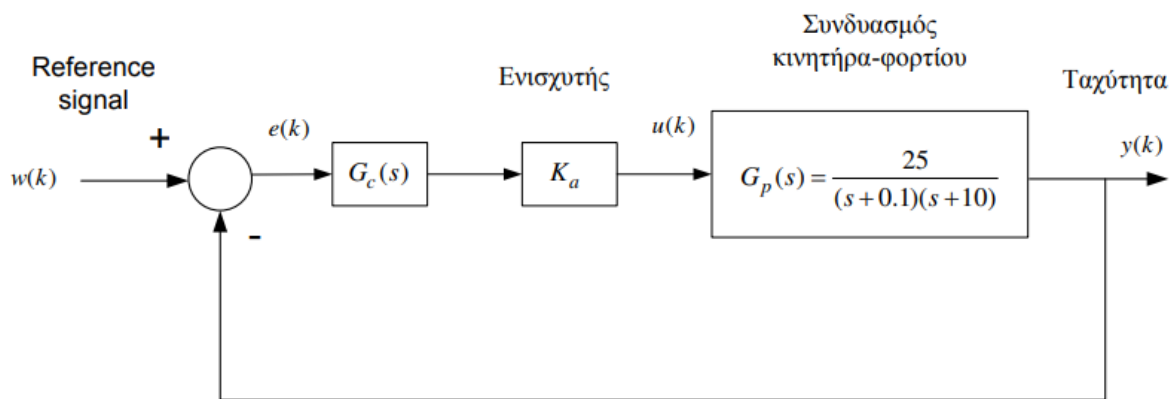 Συνδυασμός
κινητήρα-φορτίου
Reference
signal
Ενισχυτής
Ταχύτητα
+
e(k)
u(k)
y(k)
w(k)
G_c(s)
K_a
G_p(s) = 25 / (s+0.1)(s+10)
-